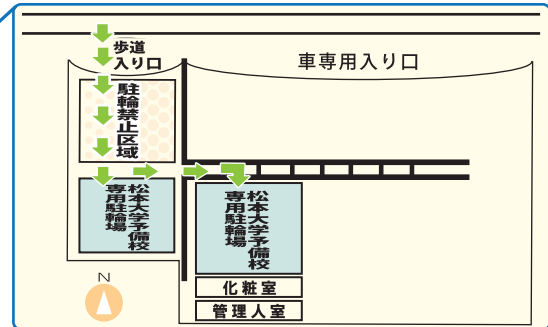 歩道
入り口
車専用入り口
駐輪禁止区域
松本大学予備校
専用駐輪場
松本大学予備校
専用駐輪場
化粧室
管理人室
N